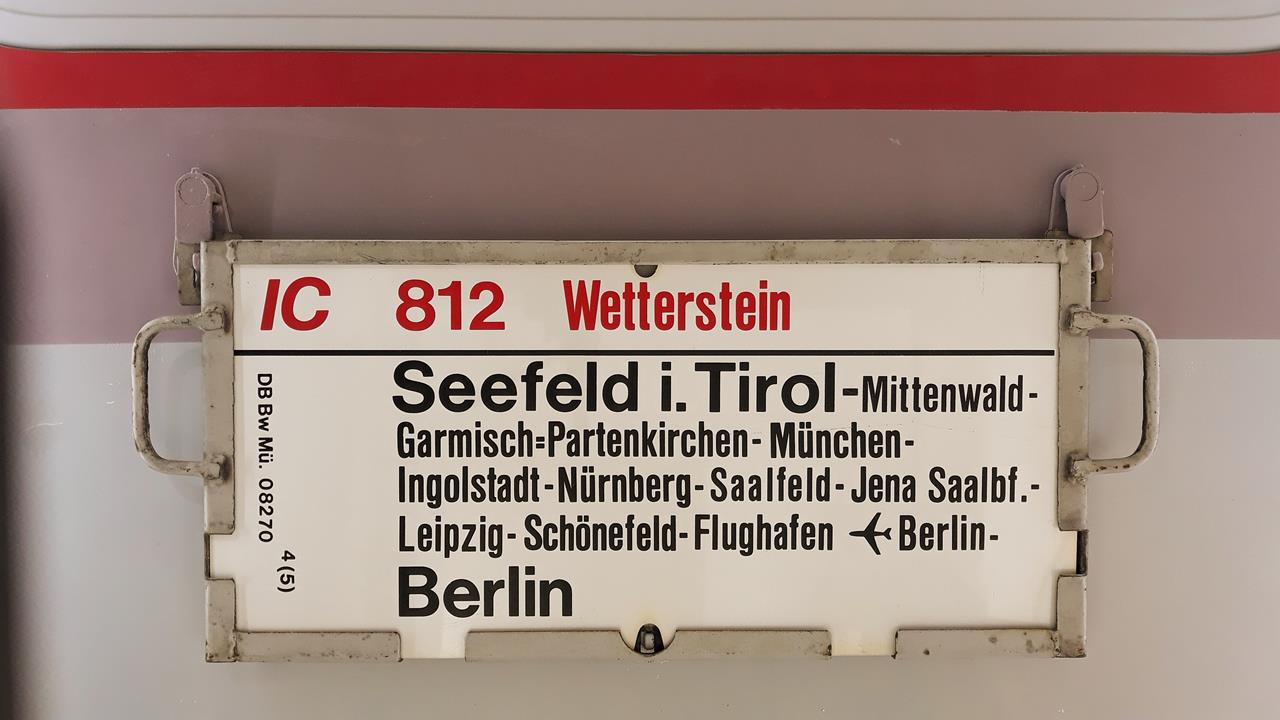 IC 812 Wetterstein
Seefeld i. Tirol-Mittenwald-
Garmisch=Partenkirchen- München-
Ingolstadt-Nürnberg-Saalfeld-Jena Saalbf.-
Leipzig-Schönefeld-Flughafen ✈Berlin-
Berlin
DB Bw Mü. 08270
4(5)